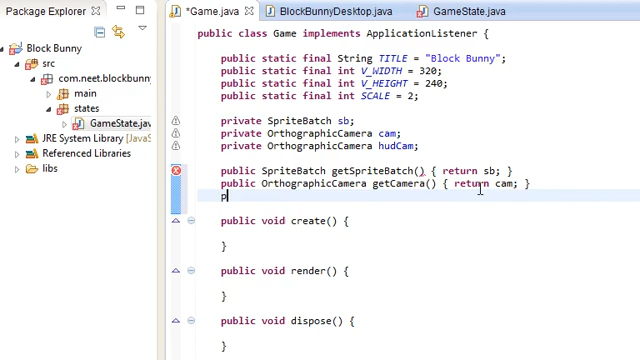 Package Explorer
*Game.java
BlockBunnyDesktop.java
GameState.java
Block Bunny
src
com.neet.blockbunny
main
states
GameState.java
JRE System Library [JavaS
Referenced Libraries
libs
public class Game implements ApplicationListener {
public static final String TITLE = "Block Bunny";
public static final int V_WIDTH = 320;
public static final int V_HEIGHT = 240;
public static final int SCALE = 2;
private SpriteBatch sb;
private OrthographicCamera cam;
private OrthographicCamera hudCam;
public SpriteBatch getSpriteBatch() { return sb; }
public OrthographicCamera getCamera() { return cam; }
p
public void create() {
}
public void render() {
}
public void dispose() {
}